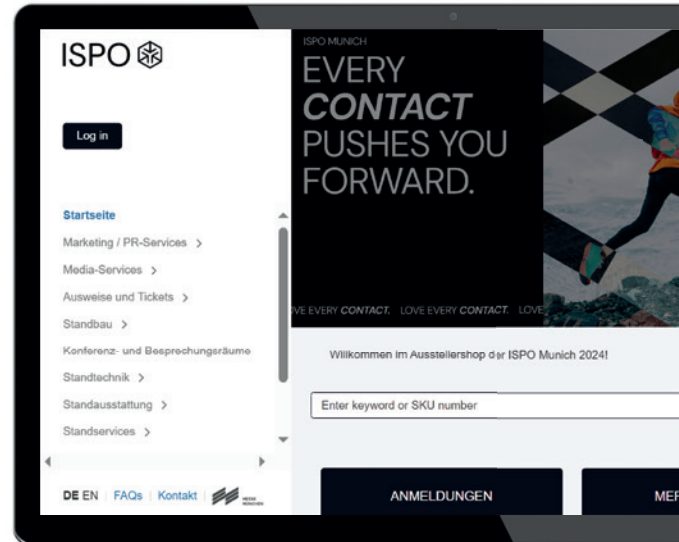 ISPO
Log in
Startseite
Marketing / PR-Services >
Media-Services >
Ausweise und Tickets >
Standbau >
Konferenz- und Besprechungsräume
Standtechnik >
Standausstattung >
Standservices >
DE EN | FAQs | Kontakt |
ISPO MUNICH
EVERY
CONTACT
PUSHES YOU
FORWARD.
VE EVERY CONTACT. LOVE EVERY CONTACT. LOVE
Willkommen im Ausstellershop der ISPO Munich 2024!
Enter keyword or SKU number
ANMELDUNGEN
MER